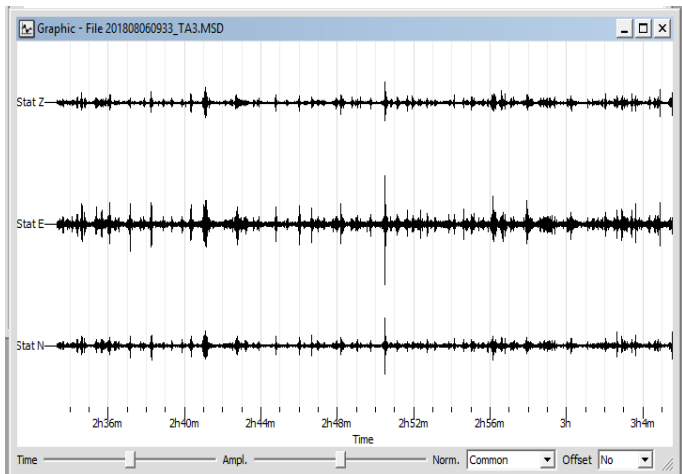 Graphic - File 201808060933_TA3.MSD
Stat Z
Stat E
Stat N
2h36m 2h40m 2h44m 2h48m 2h52m 2h56m 3h 3h4m
Time
Time Ampl. Norm. Common Offset No